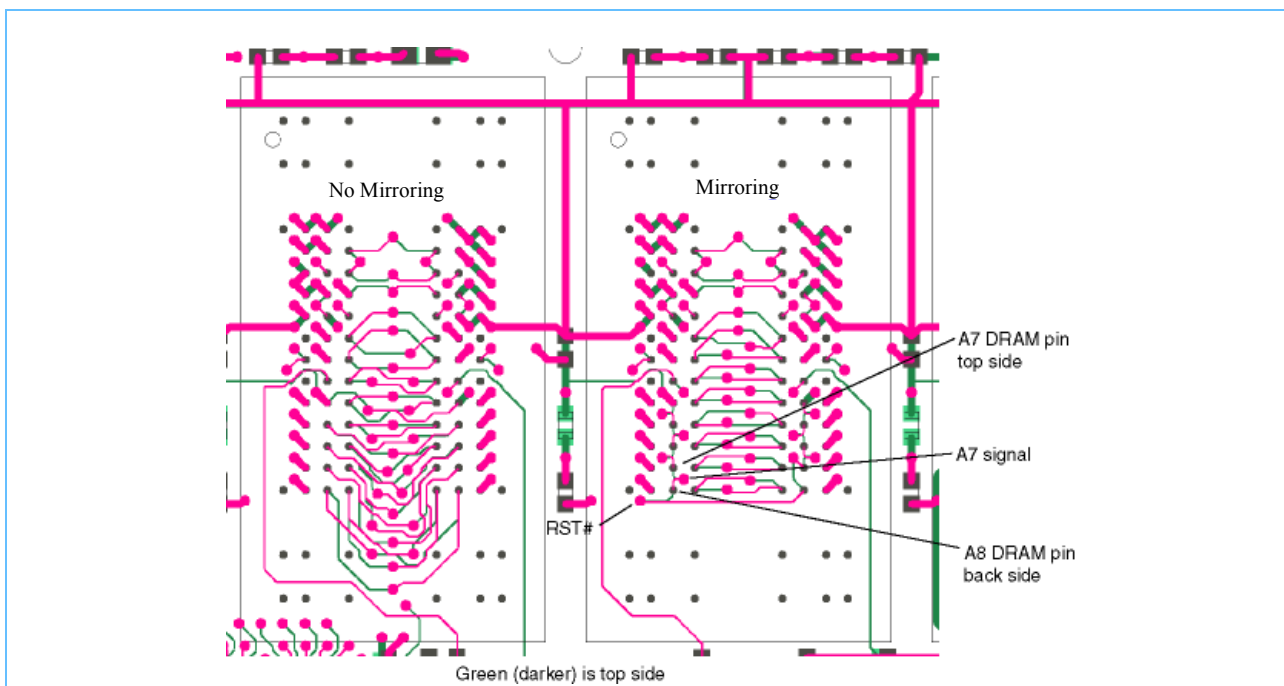 No Mirroring
Mirroring
A7 DRAM pin
top side
A7 signal
RST#
A8 DRAM pin
back side
Green (darker) is top side